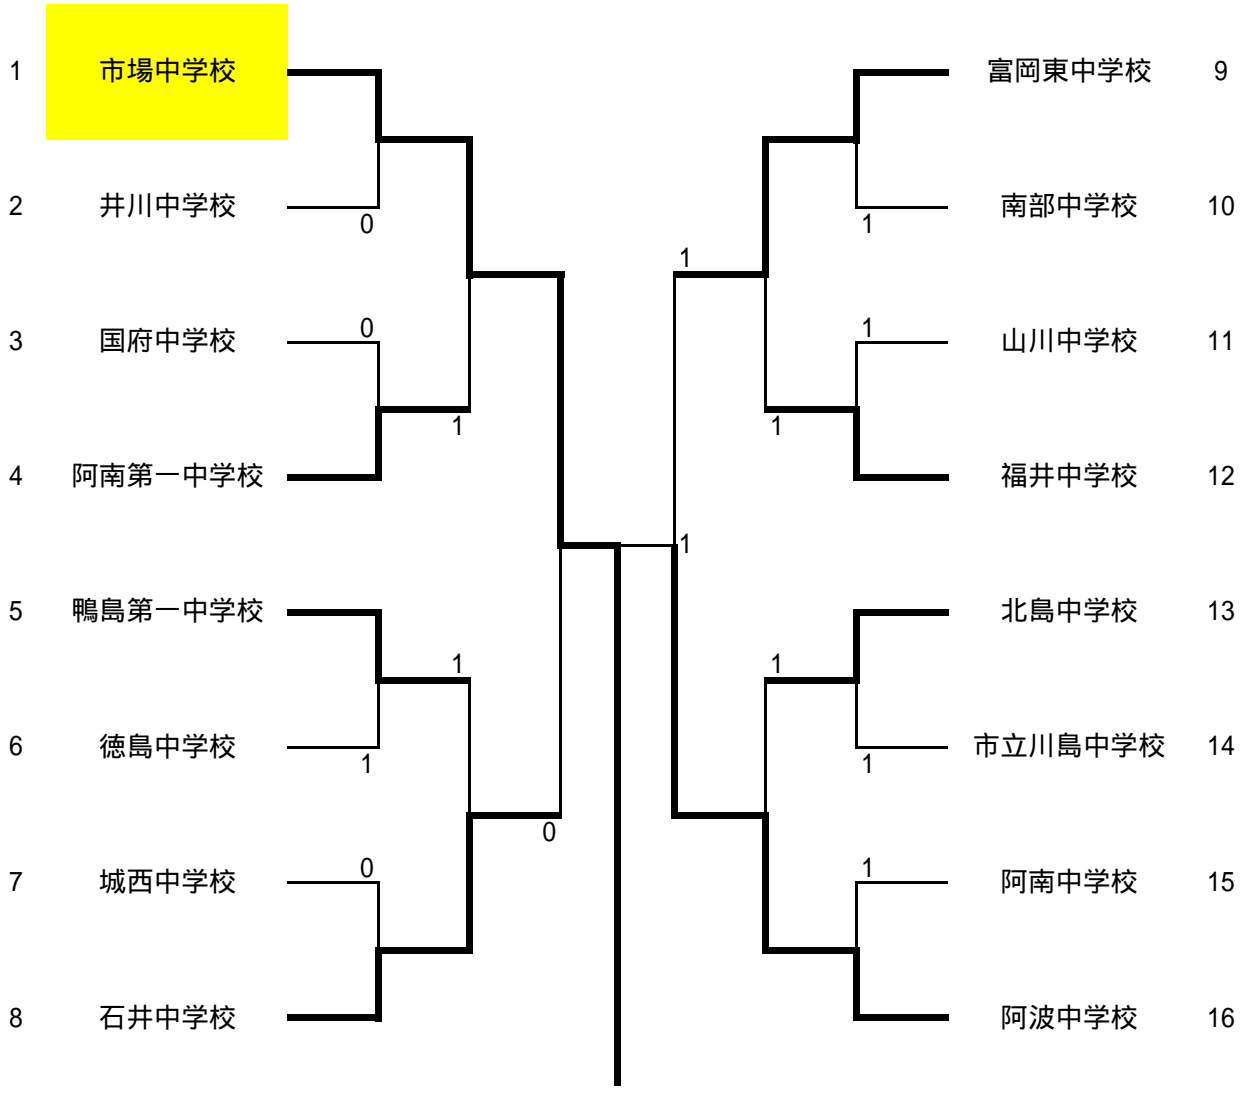 1 市場中学校
富岡東中学校 9
2 井川中学校
0
南部中学校 10
1
1
3 国府中学校
0
山川中学校 11
1
1
1
4 阿南第一中学校
福井中学校 12
1
5 鴨島第一中学校
北島中学校 13
1
1
6 徳島中学校
1
市立川島中学校 14
1
0
7 城西中学校
0
阿南中学校 15
1
8 石井中学校
阿波中学校 16